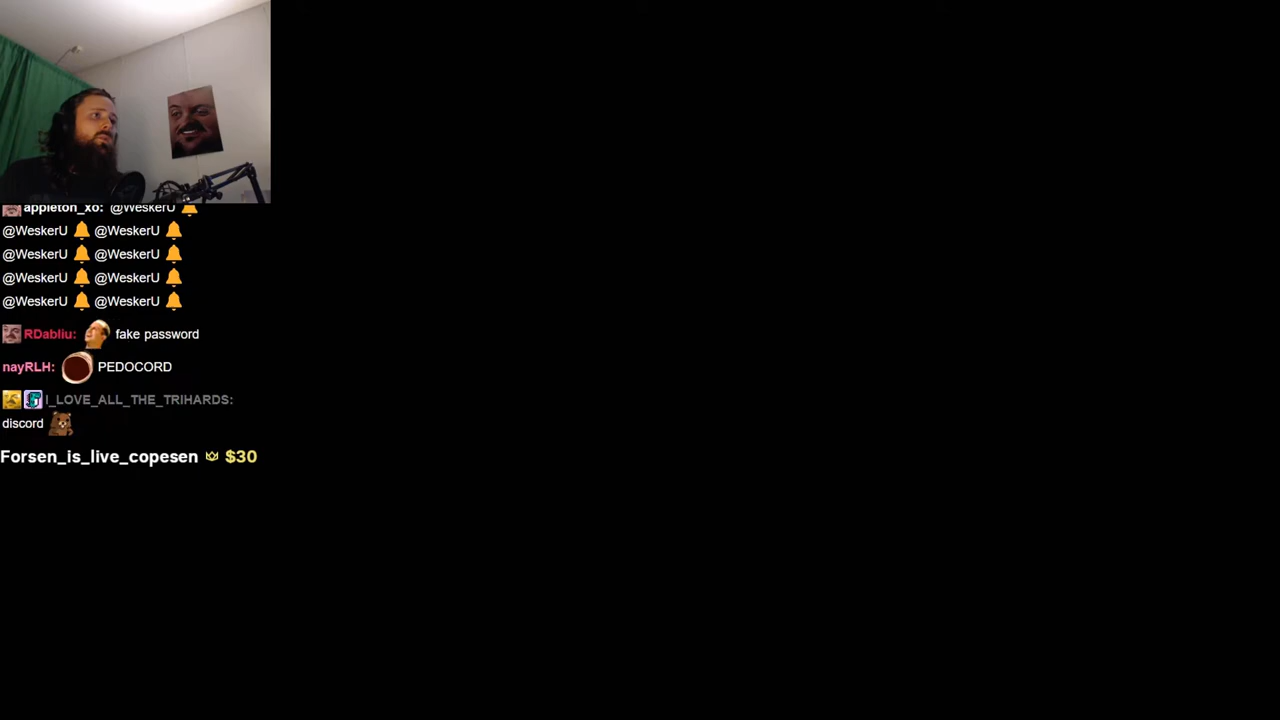 appleton_xo: @WeskerU
@WeskerU @WeskerU
@WeskerU @WeskerU
@WeskerU @WeskerU
@WeskerU @WeskerU
RDabliu: fake password
nayRLH: PEDOCORD
I_LOVE_ALL_THE_TRIHARDS:
discord
Forsen_is_live_copesen $30